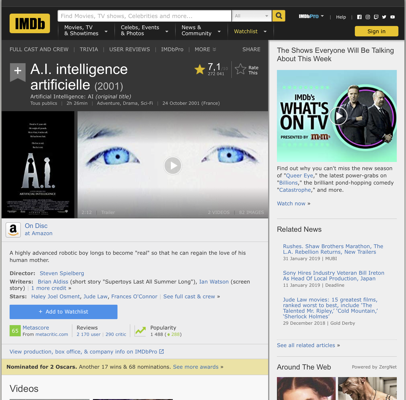 IMDb
Find Movies, TV shows, Celebrities and more...
All
IMDbPro
Help
Movies, TV & Showtimes
Celebs, Events & Photos
News & Community
Watchlist
Sign in
FULL CAST AND CREW | TRIVIA | USER REVIEWS | IMDbPro | MORE
SHARE
A.I. intelligence
artificielle (2001)
7,1
Rate This
Artificial Intelligence: AI (original title)
Tous publics | 2h 26min | Adventure, Drama, Sci-Fi | 24 October 2001 (France)
A.I.
On Disc
at Amazon
A highly advanced robotic boy longs to become "real" so that he can regain the love of his
human mother.
Director: Steven Spielberg
Writers: Brian Aldiss (short story "Supertoys Last All Summer Long"), Ian Watson (screen
story) | 1 more credit »
Stars: Haley Joel Osment, Jude Law, Frances O'Connor | See full cast & crew »
+ Add to Watchlist
65
Metascore
From metacritic.com
Reviews
2 170 user | 290 critic
Popularity
1 488
View production, box office, & company info on IMDbPro
Nominated for 2 Oscars. Another 17 wins & 68 nominations. See more awards »
Videos
The Shows Everyone Will Be Talking
About This Week
IMDb's
WHAT'S
ON TV
PRESENTED BY
Find out why you can't miss the new season
of "Queer Eye," the latest power-grabs on
"Billions," the brilliant pond-hopping comedy
"Catastrophe," and more.
Watch now »
Related News
Rushes. Shaw Brothers Marathon, The
L.A. Rebellion Returns, New Trailers
31 January 2019 | MUBI
Sony Hires Industry Veteran Bill Ireton
As Head Of Local Production, Japan
11 January 2019 | Deadline
Jude Law movies: 15 greatest films,
ranked worst to best, include 'The
Talented Mr. Ripley,' 'Cold Mountain,'
'Sherlock Holmes'
29 December 2018 | Gold Derby
See all related articles »
Around The Web
Powered by ZergNet